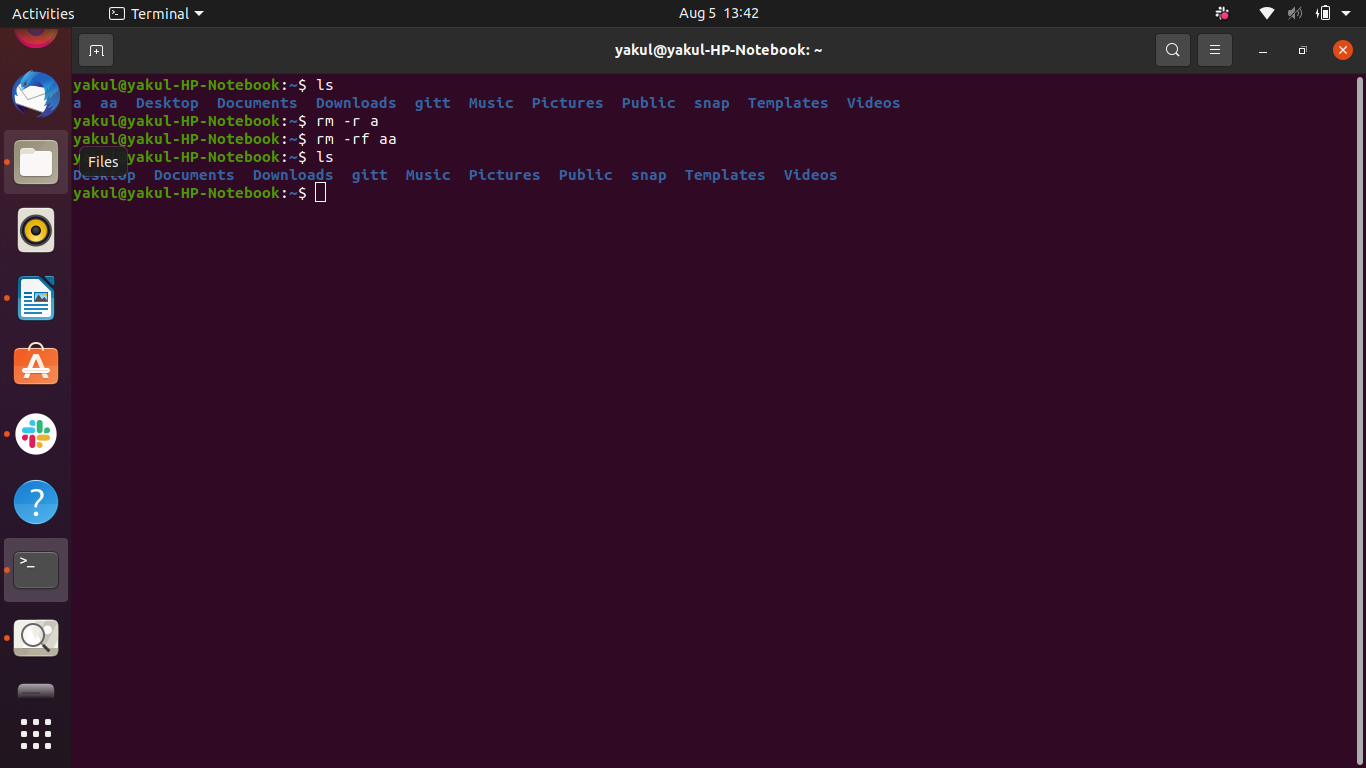 Activities Terminal Aug 5 13:42
yakul@yakul-HP-Notebook: ~
yakul@yakul-HP-Notebook:~$ ls
a aa Desktop Documents Downloads gitt Music Pictures Public snap Templates Videos
yakul@yakul-HP-Notebook:~$ rm -r a
yakul@yakul-HP-Notebook:~$ rm -rf aa
yakul@yakul-HP-Notebook:~$ ls
Files
Desktop Documents Downloads gitt Music Pictures Public snap Templates Videos
yakul@yakul-HP-Notebook:~$